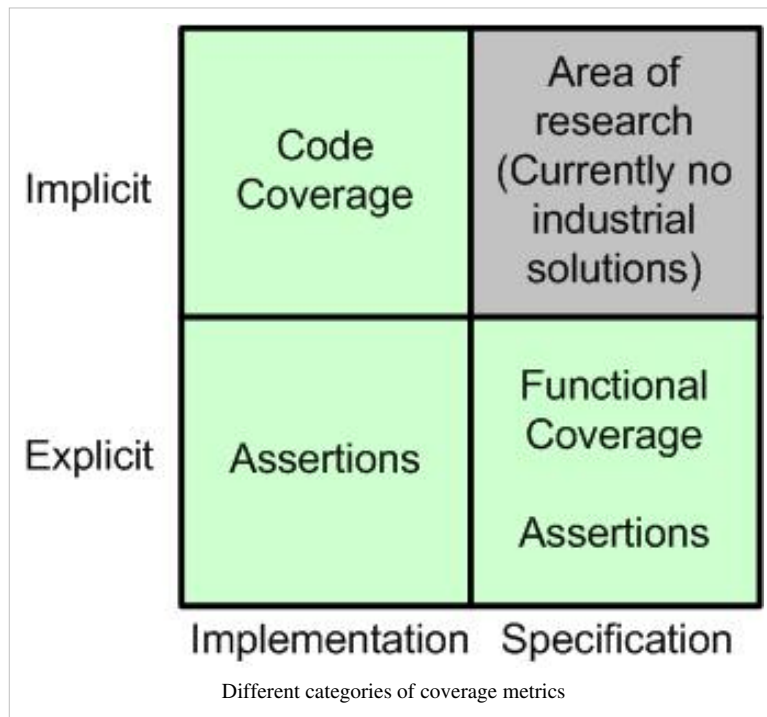 Implicit
Code
Coverage
Area of
research
(Currently no
industrial
solutions)
Explicit
Assertions
Functional
Coverage
Assertions
Implementation
Specification
Different categories of coverage metrics